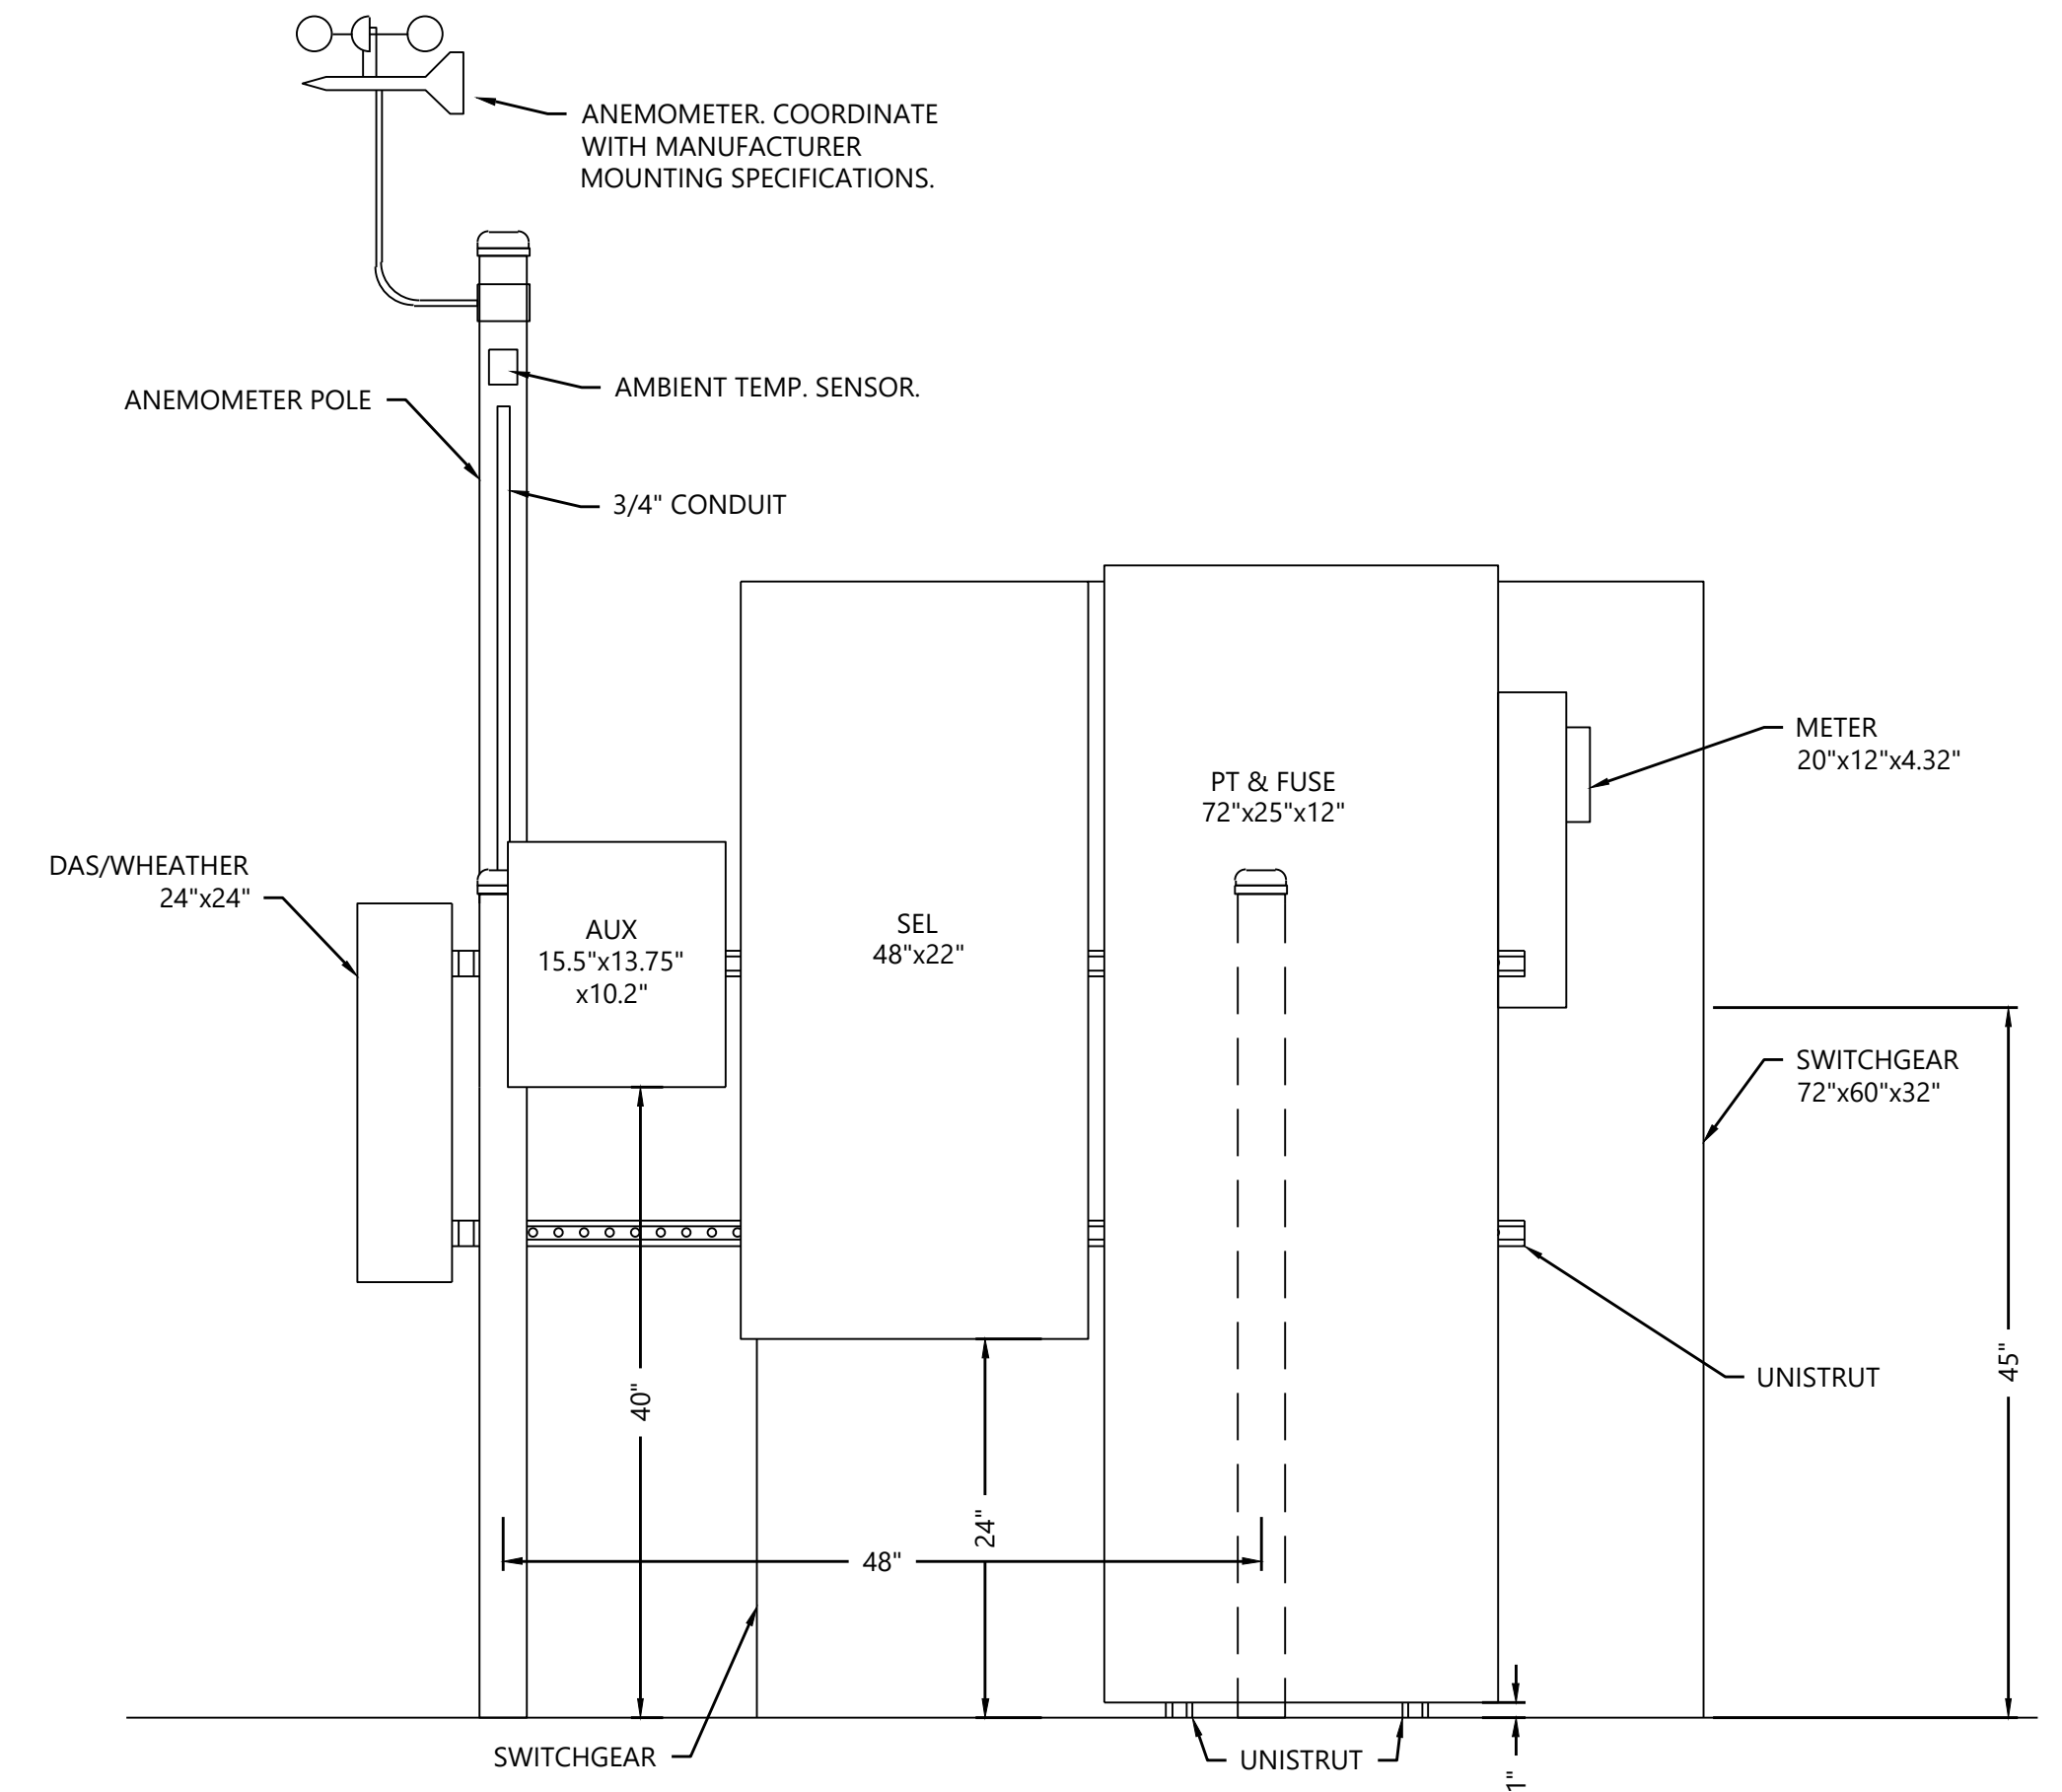 ANEMOMETER. COORDINATE
WITH MANUFACTURER
MOUNTING SPECIFICATIONS.
AMBIENT TEMP. SENSOR.
ANEMOMETER POLE
3/4" CONDUIT
METER
20"x12"x4.32"
PT & FUSE
72"x25"x12"
DAS/WHEATHER
24"x24"
AUX
15.5"x13.75"
x10.2"
SEL
48"x22"
SWITCHGEAR
72"x60"x32"
45"
UNISTRUT
40"
24"
48"
SWITCHGEAR
UNISTRUT
1"